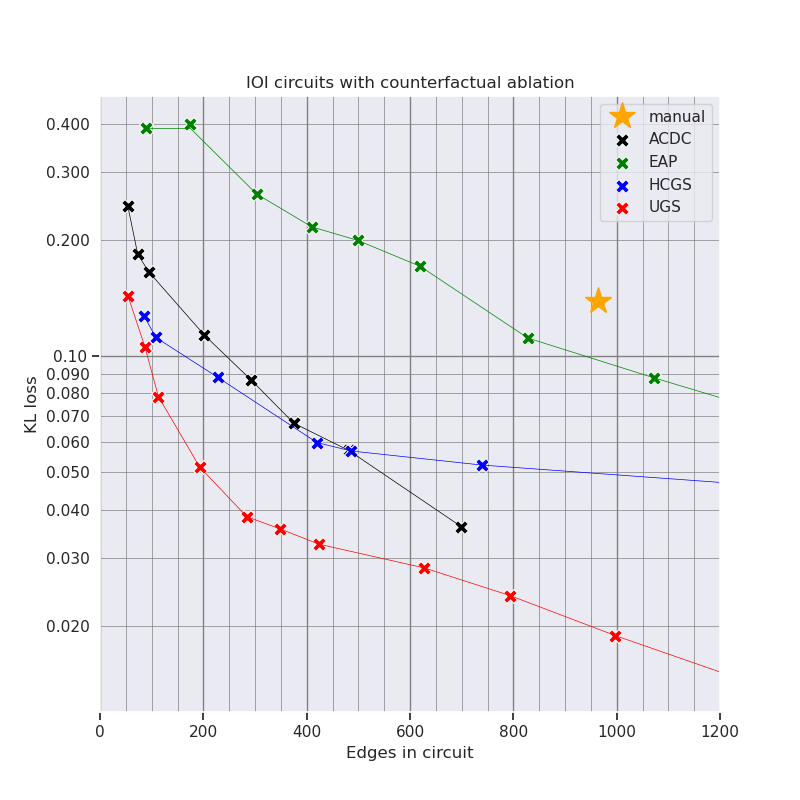 IOI circuits with counterfactual ablation
manual
ACDC
EAP
HCGS
UGS
KL loss
0.400
0.300
0.200
0.10
0.090
0.080
0.070
0.060
0.050
0.040
0.030
0.020
0
200
400
600
800
1000
1200
Edges in circuit